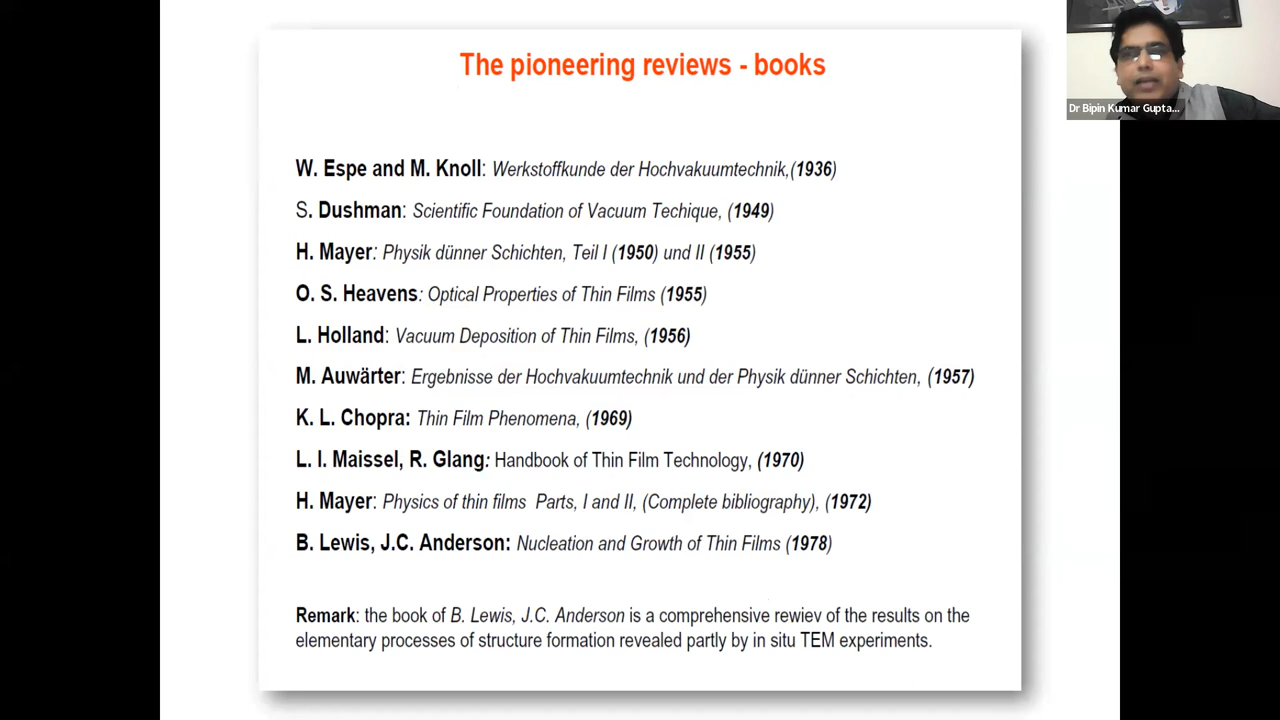 The pioneering reviews - books
Dr Bipin Kumar Gupta...
W. Espe and M. Knoll: Werkstoffkunde der Hochvakuumtechnik,(1936)
S. Dushman: Scientific Foundation of Vacuum Techique, (1949)
H. Mayer: Physik dünner Schichten, Teil I (1950) und II (1955)
O. S. Heavens: Optical Properties of Thin Films (1955)
L. Holland: Vacuum Deposition of Thin Films, (1956)
M. Auwärter: Ergebnisse der Hochvakuumtechnik und der Physik dünner Schichten, (1957)
K. L. Chopra: Thin Film Phenomena, (1969)
L. I. Maissel, R. Glang: Handbook of Thin Film Technology, (1970)
H. Mayer: Physics of thin films Parts, I and II, (Complete bibliography), (1972)
B. Lewis, J.C. Anderson: Nucleation and Growth of Thin Films (1978)
Remark: the book of B. Lewis, J.C. Anderson is a comprehensive rewiev of the results on the
elementary processes of structure formation revealed partly by in situ TEM experiments.